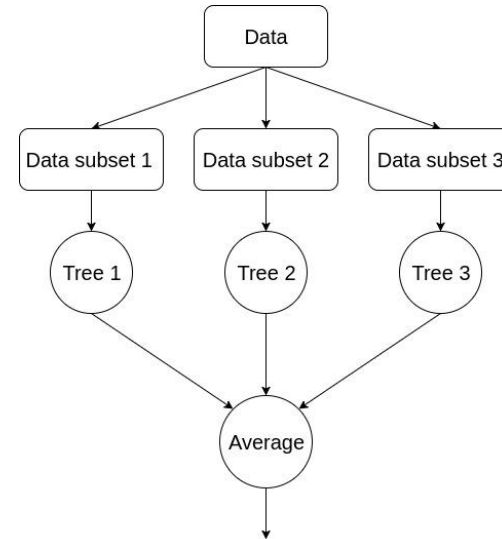 Data
Data subset 1
Data subset 2
Data subset 3
Tree 1
Tree 2
Tree 3
Average